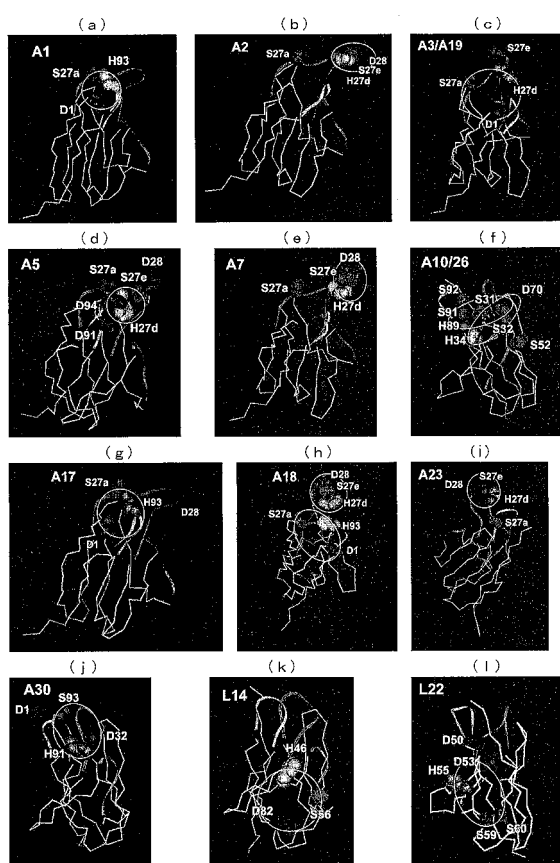 (a)
(b)
(c)
A1
H93
S27a
D1
A2
S27a
D28
S27e
H27d
A3/A19
S27e
S27a
H27d
D1
(d)
(e)
(f)
A5
D28
S27a
S27e
D94
H27d
D91
A7
D28
S27a
S27e
H27d
A10/26
S92
S31
D70
S91
H89
S32
H34
S52
(g)
(h)
(i)
A17
S27a
H93
D28
D1
A18
D28
S27e
H27d
S27a
H93
D1
A23
S27e
D28
H27d
S27a
(j)
(k)
(l)
A30
S93
D1
D32
H91
L14
H46
D82
L22
D50
D53
H55
S59
S60